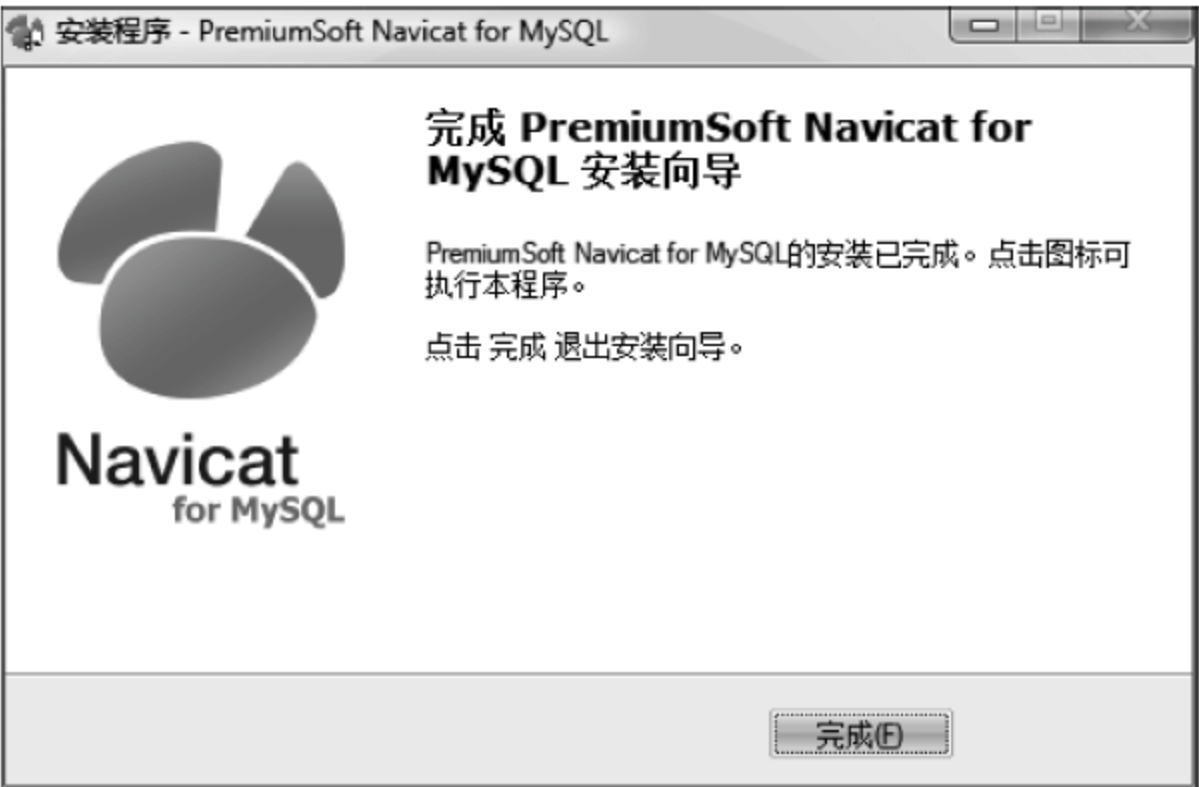 安装程序 - PremiumSoft Navicat for MySQL
完成 PremiumSoft Navicat for
MySQL 安装向导
PremiumSoft Navicat for MySQL的安装已完成。点击图标可
执行本程序。
点击 完成 退出安装向导。
Navicat
for MySQL
完成(F)